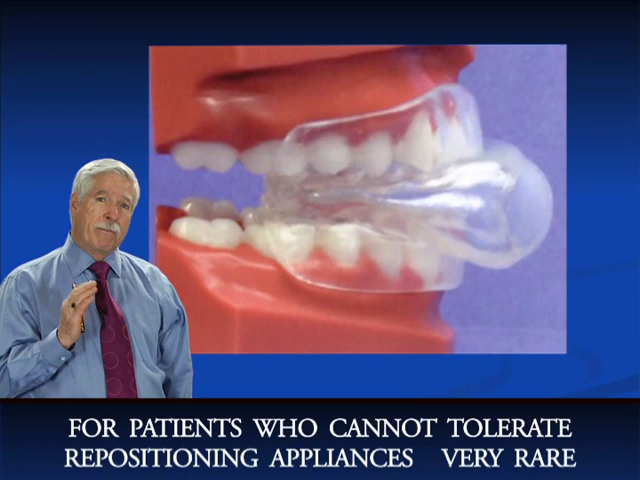 FOR PATIENTS WHO CANNOT TOLERATE
REPOSITIONING APPLIANCES VERY RARE